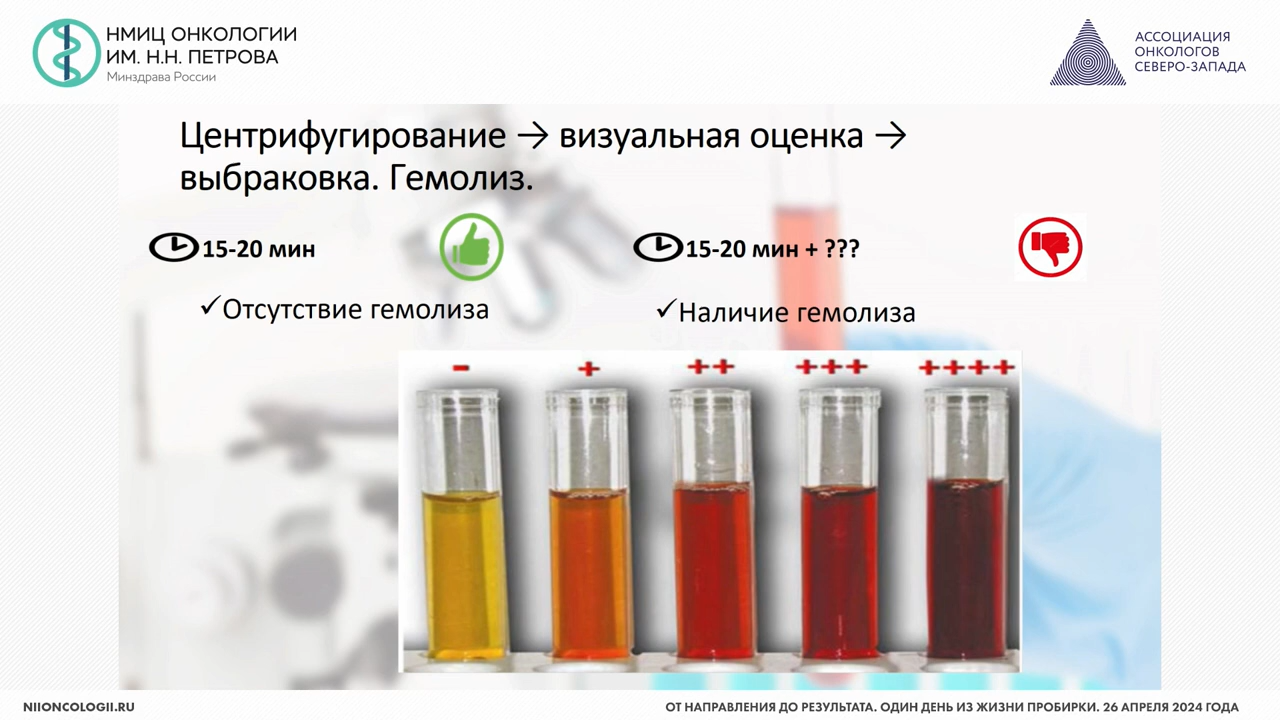 НМИЦ ОНКОЛОГИИ
ИМ. Н.Н. ПЕТРОВА
Минздрава России
АССОЦИАЦИЯ
ОНКОЛОГОВ
СЕВЕРО-ЗАПАДА
Центрифугирование → визуальная оценка →
выбраковка. Гемолиз.
15-20 мин
15-20 мин + ???
✓Отсутствие гемолиза
✓Наличие гемолиза
- + ++ +++ ++++
NIIONCOLOGII.RU
ОТ НАПРАВЛЕНИЯ ДО РЕЗУЛЬТАТА. ОДИН ДЕНЬ ИЗ ЖИЗНИ ПРОБИРКИ. 26 АПРЕЛЯ 2024 ГОДА